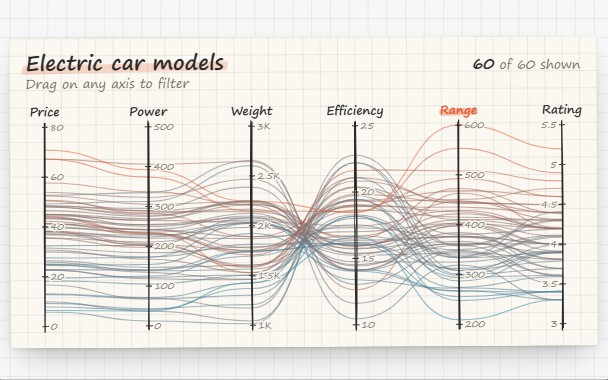 Electric car models
60 of 60 shown
Drag on any axis to filter
Price Power Weight Efficiency Range Rating
80 500 3K 25 600 5.5
60 400 2.5K 20 500 5
40 300 2K 15 400 4.5
20 200 1.5K 10 300 4
0 100 1K 200 3.5
0 3